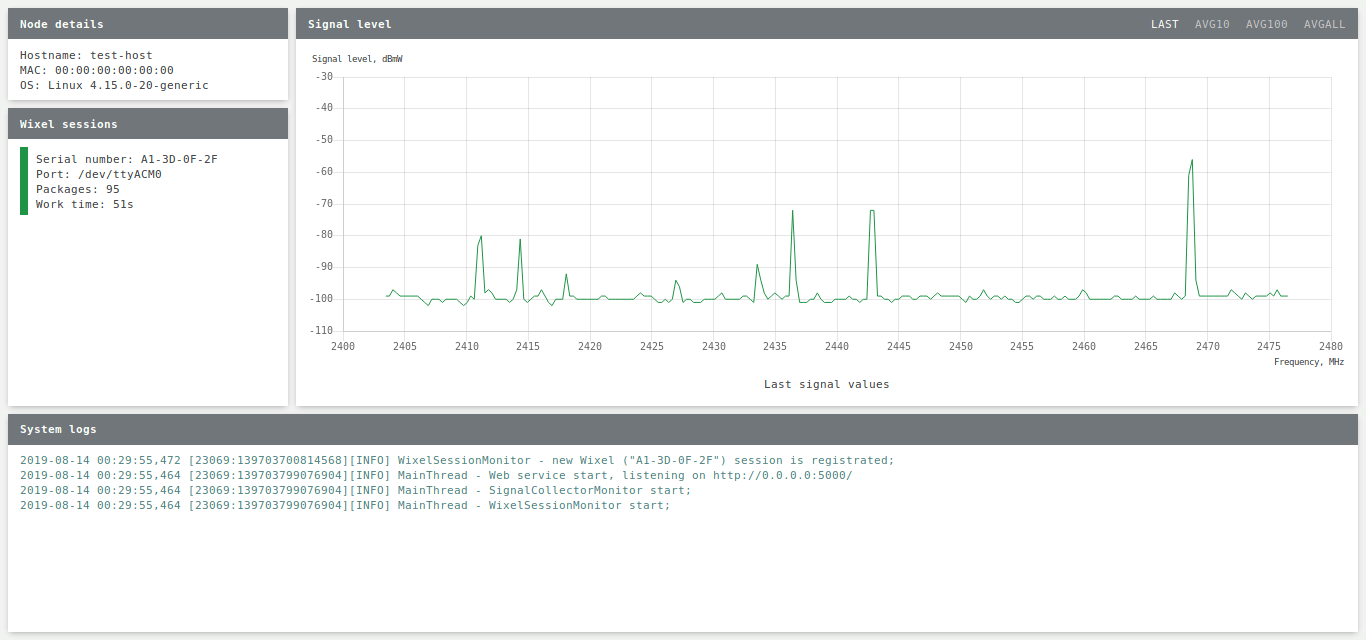 Node details
Hostname: test-host
MAC: 00:00:00:00:00:00
OS: Linux 4.15.0-20-generic
Wixel sessions
Serial number: A1-3D-0F-2F
Port: /dev/ttyACM0
Packages: 95
Work time: 51s
Signal level
LAST AVG10 AVG100 AVGALL
Signal level, dBmW
-30
-40
-50
-60
-70
-80
-90
-100
-110
2400 2405 2410 2415 2420 2425 2430 2435 2440 2445 2450 2455 2460 2465 2470 2475 2480
Frequency, MHz
Last signal values
System logs
2019-08-14 00:29:55,472 [23069:139703700814568][INFO] WixelSessionMonitor - new Wixel ("A1-3D-0F-2F") session is registrated;
2019-08-14 00:29:55,464 [23069:139703799076904][INFO] MainThread - Web service start, listening on http://0.0.0.0:5000/
2019-08-14 00:29:55,464 [23069:139703799076904][INFO] MainThread - SignalCollectorMonitor start;
2019-08-14 00:29:55,464 [23069:139703799076904][INFO] MainThread - WixelSessionMonitor start;